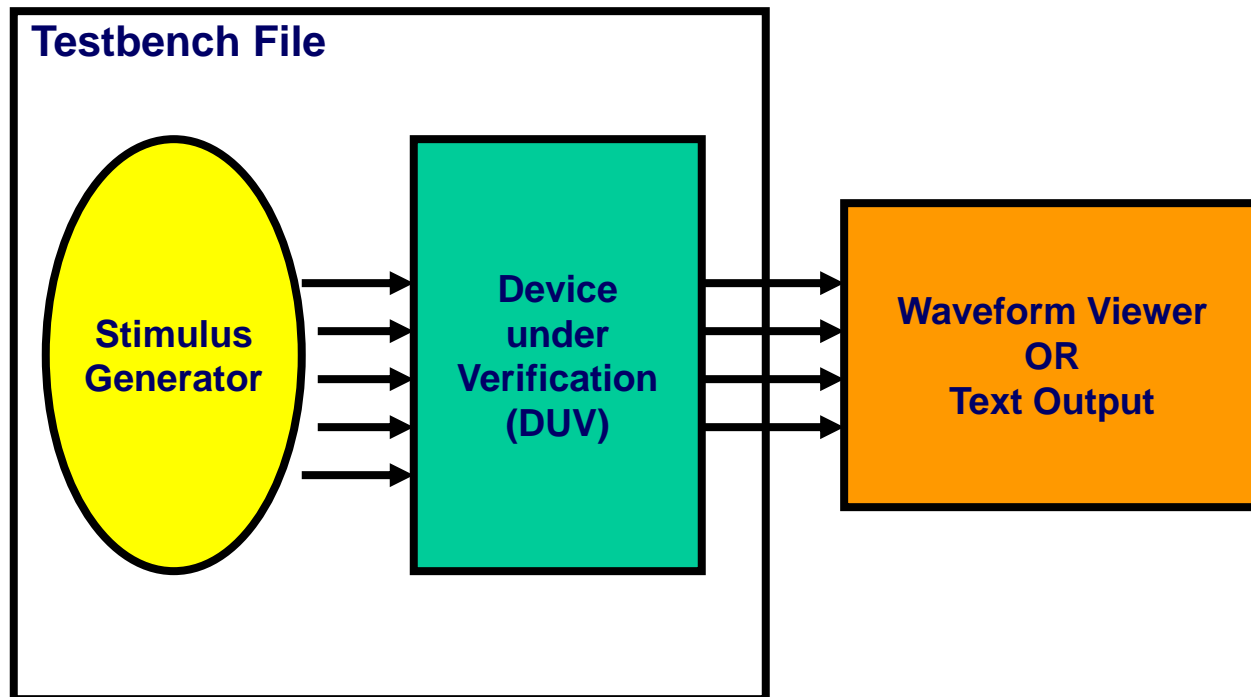 Testbench File
Stimulus
Generator
Device
under
Verification
(DUV)
Waveform Viewer
OR
Text Output